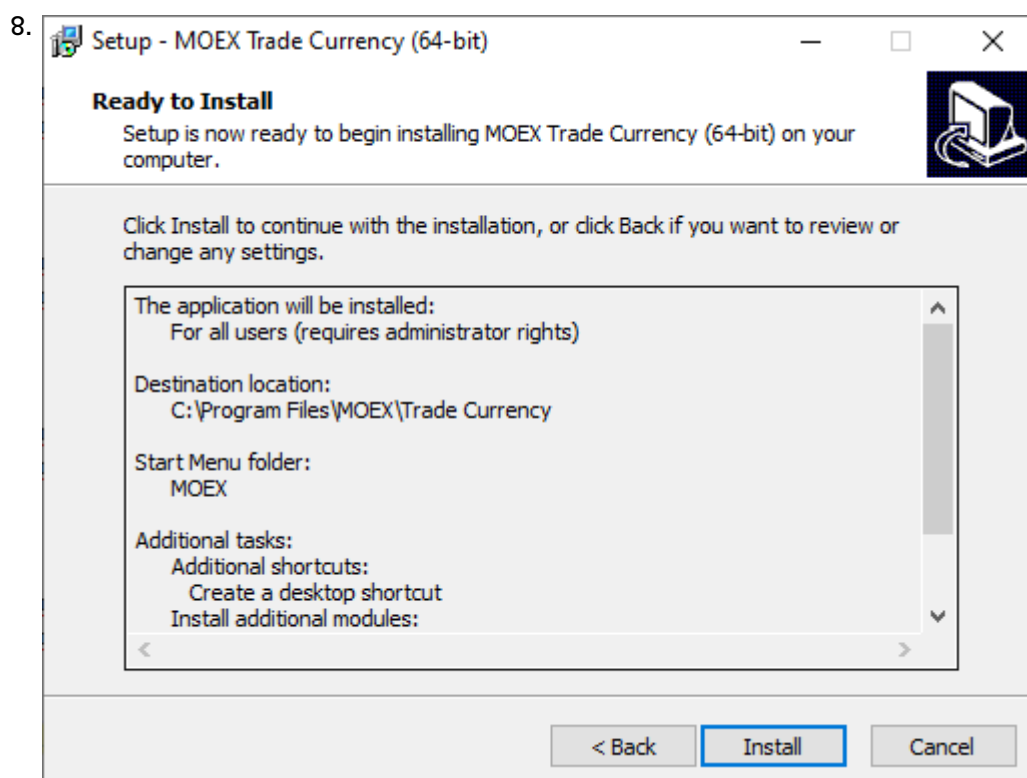 8.
Setup - MOEX Trade Currency (64-bit)
Ready to Install
Setup is now ready to begin installing MOEX Trade Currency (64-bit) on your
computer.
Click Install to continue with the installation, or click Back if you want to review or
change any settings.
The application will be installed:
For all users (requires administrator rights)
Destination location:
C:\Program Files\MOEX\Trade Currency
Start Menu folder:
MOEX
Additional tasks:
Additional shortcuts:
Create a desktop shortcut
Install additional modules:
< Back
Install
Cancel